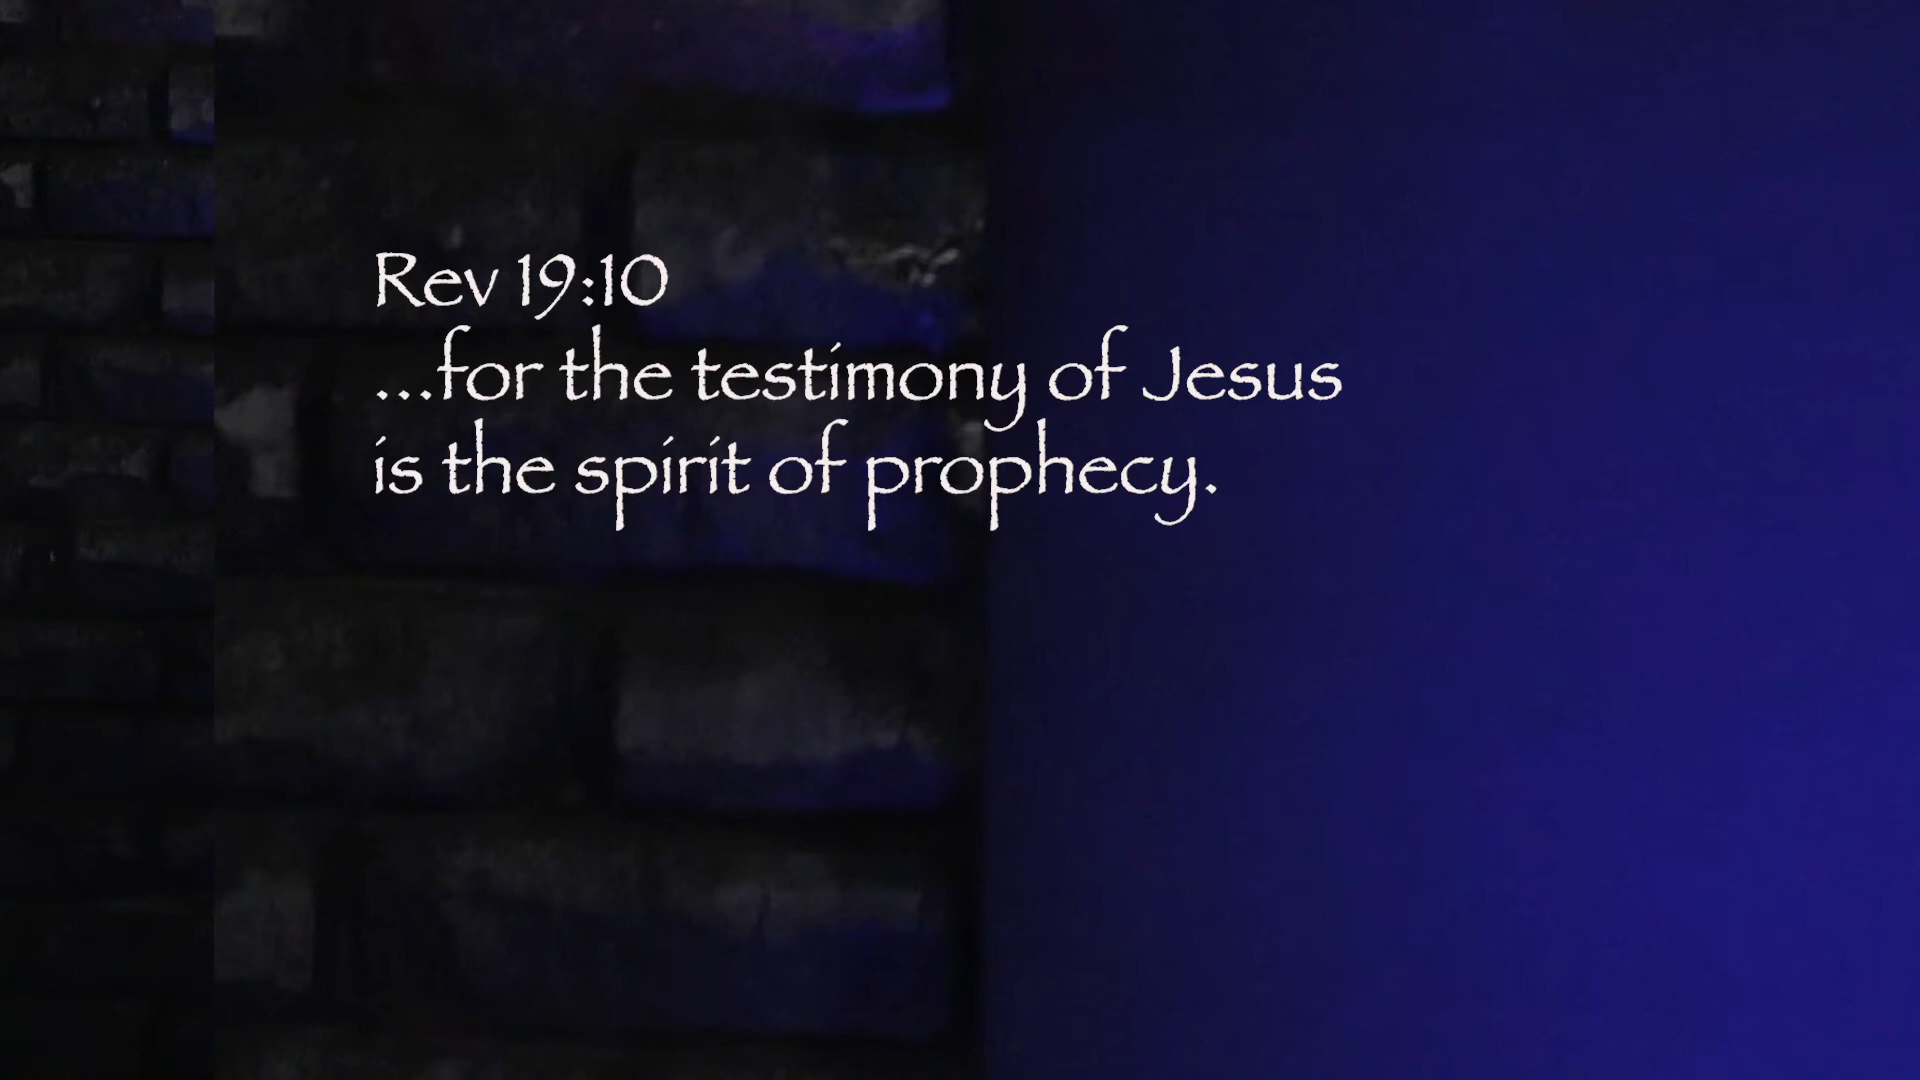 Rev 19:10
...for the testimony of Jesus
is the spirit of prophecy.